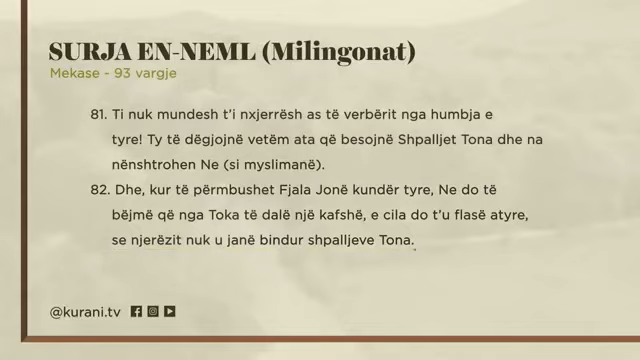 SURJA EN-NEML (Milingonat)
Mekase - 93 vargje
81. Ti nuk mundesh t'i nxjerrësh as të verbërit nga humbja e
tyre! Ty të dëgjojnë vetëm ata që besojnë Shpalljet Tona dhe na
nënshtrohen Ne (si myslimanë).
82. Dhe, kur të përmbushet Fjala Jonë kundër tyre, Ne do të
bëjmë që nga Toka të dalë një kafshë, e cila do t'u flasë atyre,
se njerëzit nuk u janë bindur shpalljeve Tona.
@kurani.tv